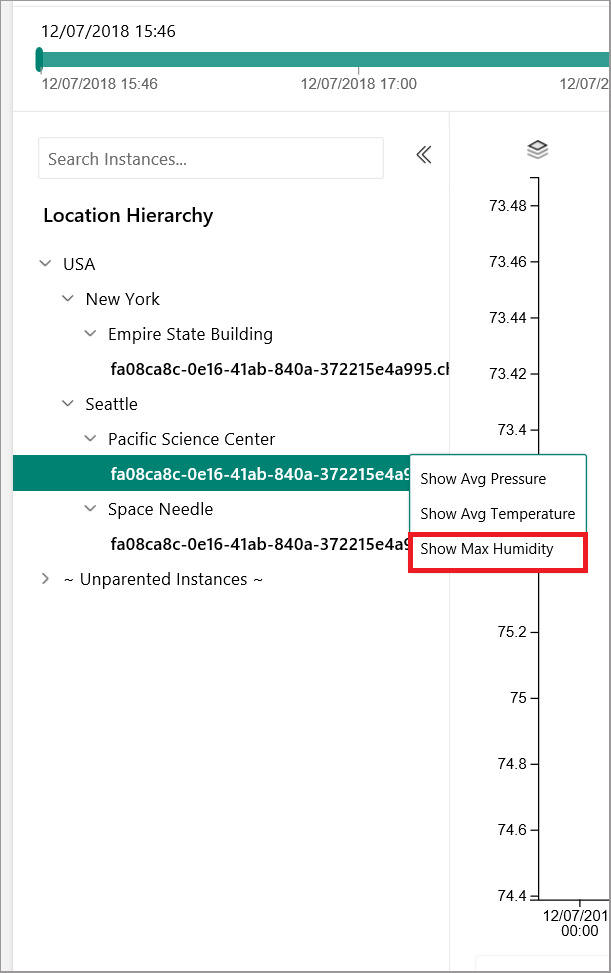 12/07/2018 15:46
12/07/2018 15:46
12/07/2018 17:00
12/07/2
Search Instances...
Location Hierarchy
USA
New York
Empire State Building
fa08ca8c-0e16-41ab-840a-372215e4a995.ch
Seattle
Pacific Science Center
fa08ca8c-0e16-41ab-840a-372215e4a9
Space Needle
fa08ca8c-0e16-41ab-840a-372215e4a9
~ Unparented Instances ~
Show Avg Pressure
Show Avg Temperature
Show Max Humidity
73.48
73.46
73.44
73.42
73.4
75.2
75
74.8
74.6
74.4
12/07/201
00:00